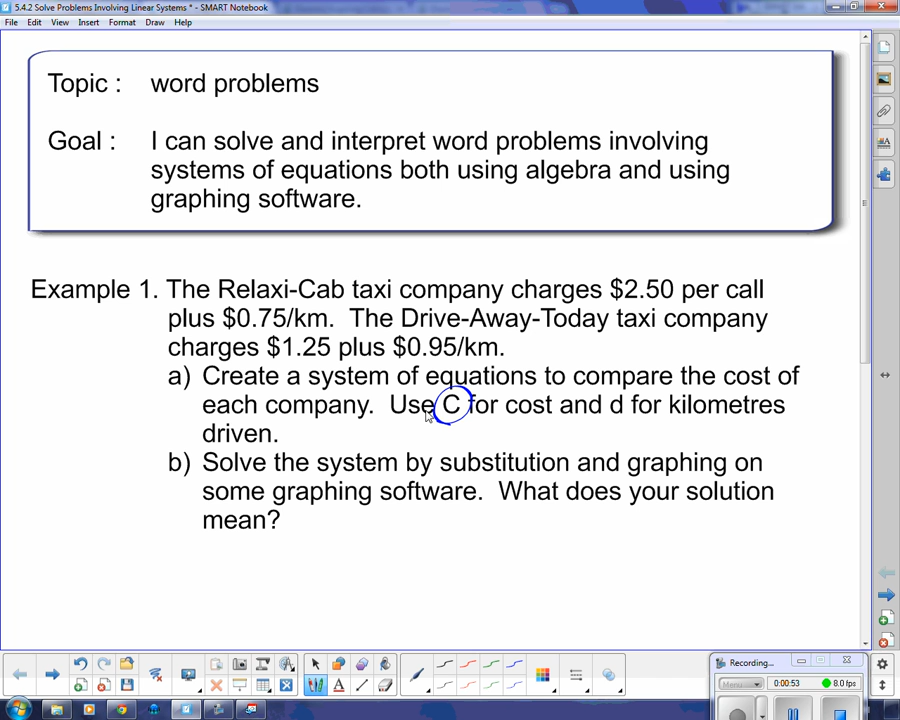 5.4.2 Solve Problems Involving Linear Systems * - SMART Notebook
File Edit View Insert Format Draw Help
Topic : word problems
Goal : I can solve and interpret word problems involving
systems of equations both using algebra and using
graphing software.
Example 1. The Relaxi-Cab taxi company charges $2.50 per call
plus $0.75/km. The Drive-Away-Today taxi company
charges $1.25 plus $0.95/km.
a) Create a system of equations to compare the cost of
each company. Use C for cost and d for kilometres
driven.
b) Solve the system by substitution and graphing on
some graphing software. What does your solution
mean?
Recording...
Menu 0:00:53 8.0 fps